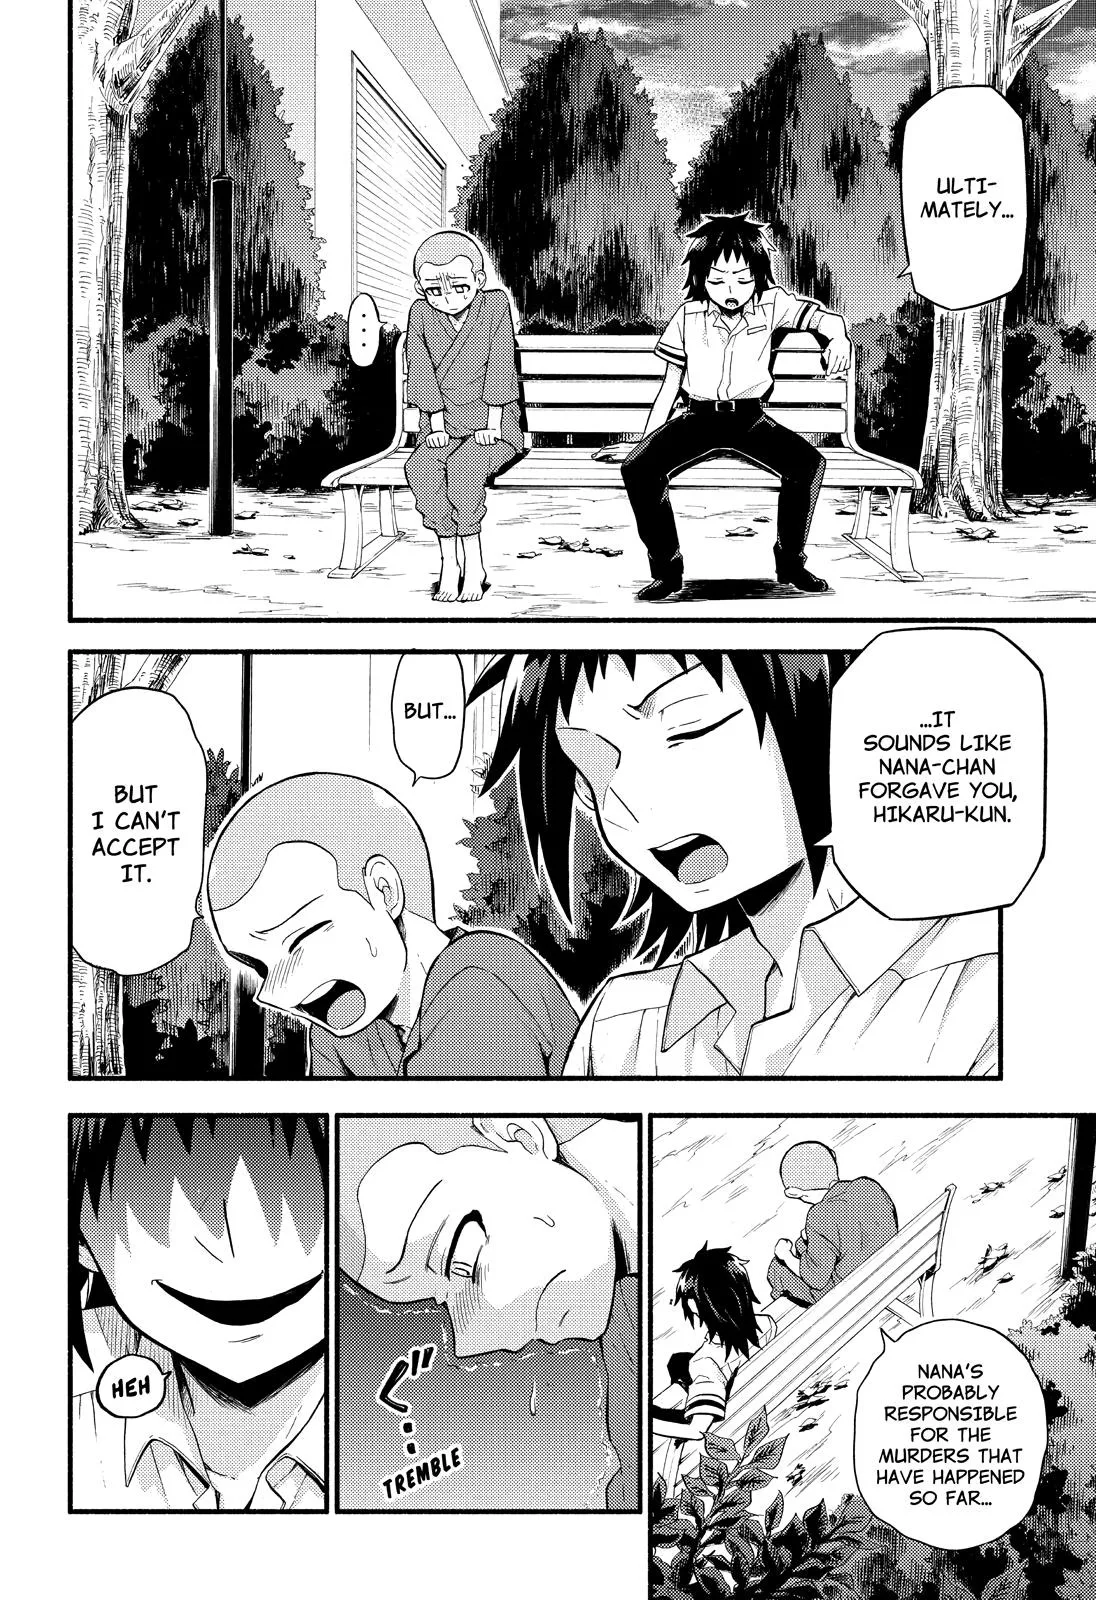 ULTI-
MATELY...
...
...IT
SOUNDS LIKE
NANA-CHAN
FORGAVE YOU,
HIKARU-KUN.
BUT...
BUT
I CAN'T
ACCEPT
IT.
NANA'S
PROBABLY
RESPONSIBLE
FOR THE
MURDERS THAT
HAVE HAPPENED
SO FAR...
ぐ…
TREMBLE
HEH